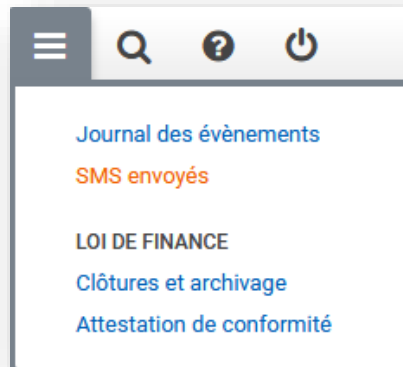 Journal des évènements
SMS envoyés
LOI DE FINANCE
Clôtures et archivage
Attestation de conformité